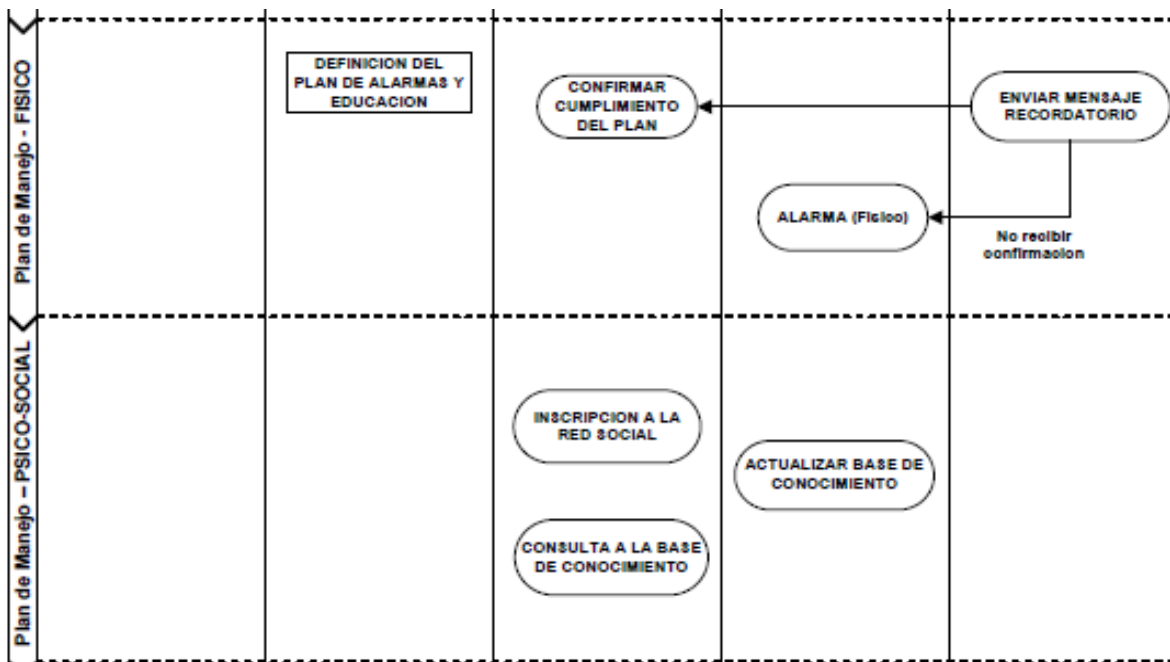 Plan de Manejo - FISICO
DEFINICION DEL
PLAN DE ALARMAS Y
EDUCACION
CONFIRMAR
CUMPLIMIENTO
DEL PLAN
ENVIAR MENSAJE
RECORDATORIO
ALARMA (Fisico)
No recibir
confirmacion
Plan de Manejo – PSICO-SOCIAL
INSCRIPCION A LA
RED SOCIAL
ACTUALIZAR BASE DE
CONOCIMIENTO
CONSULTA A LA BASE
DE CONOCIMIENTO